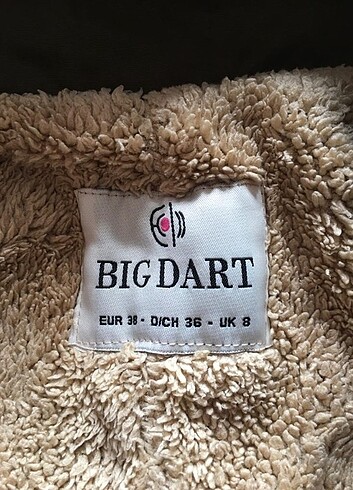 BIG DART
EUR 38 - D/CH 36 - UK 8